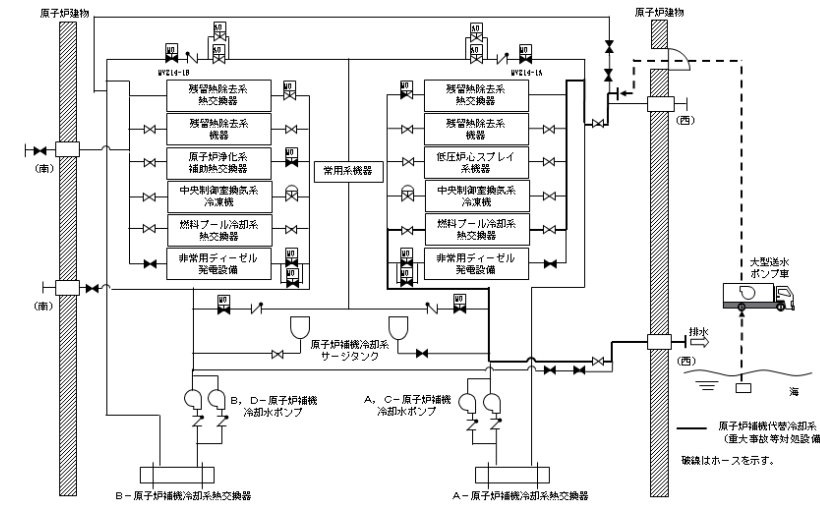 原子炉建物
原子炉建物
MO
MO
MO
MO
MV214-1B
MV214-1A
残留熱除去系
熱交換器
MO
MO
残留熱除去系
熱交換器
残留熱除去系
機器
残留熱除去系
機器
(西)
原子炉浄化系
補助熱交換器
MO
常用系機器
低圧炉心スプレイ
系機器
(南)
中央制御室換気系
冷凍機
中央制御室換気系
冷凍機
燃料プール冷却系
熱交換器
燃料プール冷却系
熱交換器
非常用ディーゼル
発電設備
MO
MO
MO
MO
非常用ディーゼル
発電設備
大型送水
ポンプ車
(南)
MO
MO
原子炉補機冷却系
サージタンク
排水
(西)
海
B,D-原子炉補機
冷却水ポンプ
A,C-原子炉補機
冷却水ポンプ
原子炉補機代替冷却系
(重大事故等対処設備
破線はホースを示す。
B-原子炉補機冷却系熱交換器
A-原子炉補機冷却系熱交換器